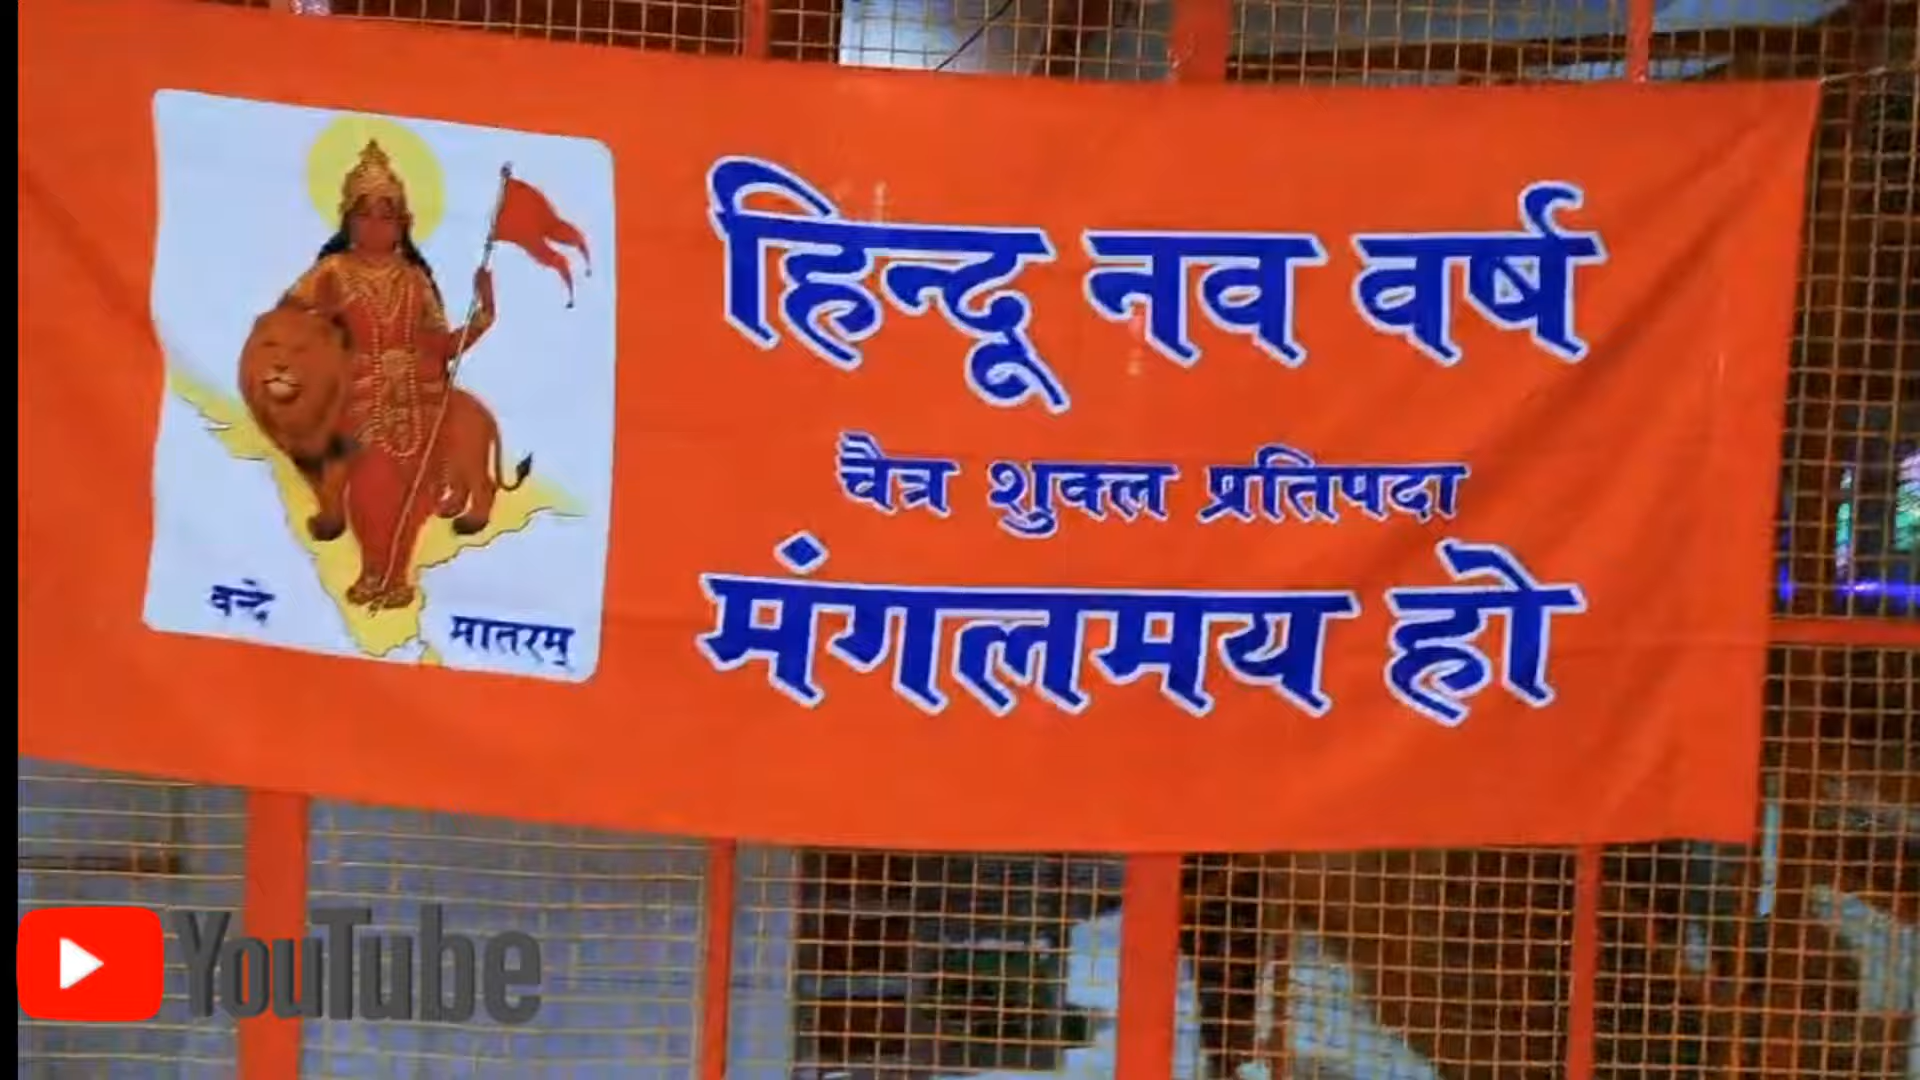 हिन्दू नव वर्ष
चैत्र शुक्ल प्रतिपदा
मंगलमय हो
वन्दे
मातरम्
YouTube